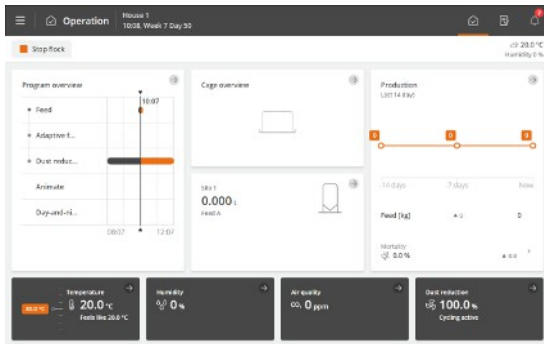 Operation
House 1
10:08, Week 7 Day 50
Stop flock
20.0 °C
Humidity 0 %
Program overview
10:07
Feed
Adaptive f...
Dust reduc...
Animate
Day-and-ni...
08:07
12:07
Cage overview
Silo 1
0.000
Feed A
Production
Last 14 days
0
0
0
-14 days
-7 days
Now
Feed [kg]
▲ 0
0
Mortality
0.0 %
▲ 0.0
Temperature
20.0 °C
20.0 °C
Feels like 20.0 °C
Humidity
0 %
Air quality
CO₂ 0 ppm
Dust reduction
100.0 %
Cycling active